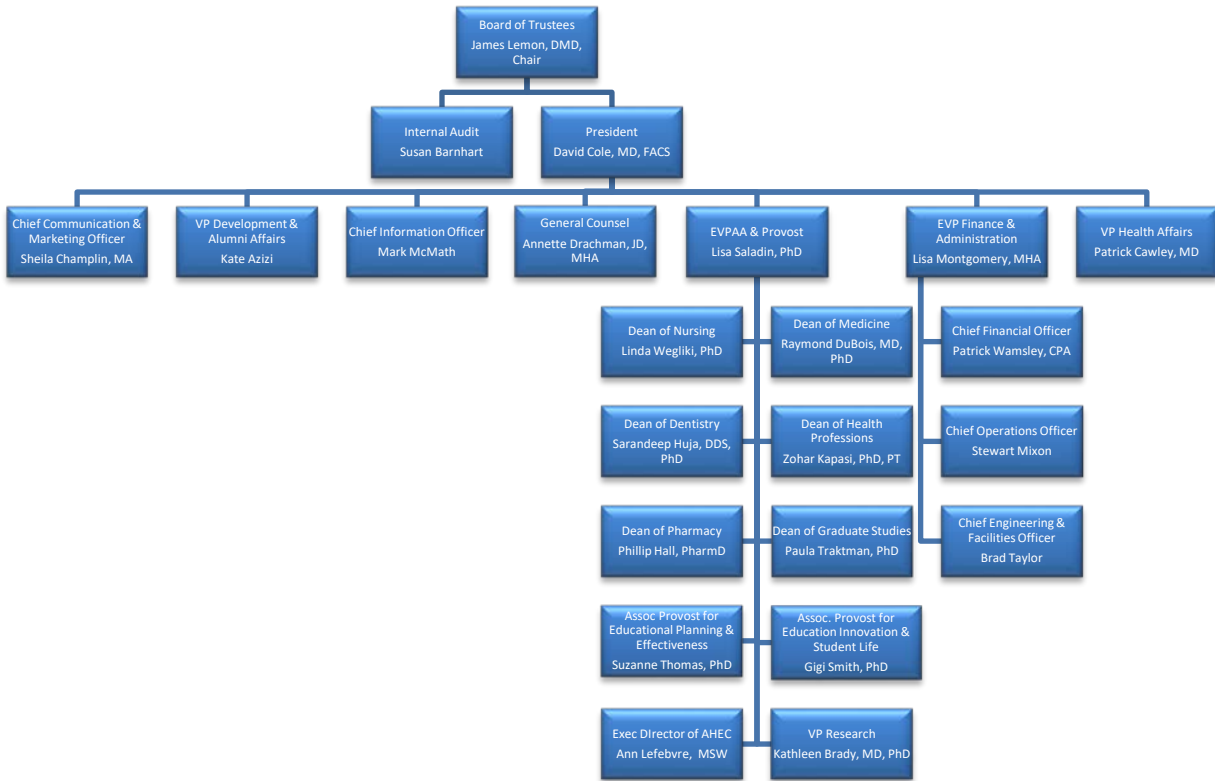 Board of Trustees
James Lemon, DMD,
Chair
Internal Audit
Susan Barnhart
President
David Cole, MD, FACS
Chief Communication &
Marketing Officer
Sheila Champlin, MA
VP Development &
Alumni Affairs
Kate Azizi
Chief Information Officer
Mark McMath
General Counsel
Annette Drachman, JD,
MHA
EVPAA & Provost
Lisa Saladin, PhD
EVP Finance &
Administration
Lisa Montgomery, MHA
VP Health Affairs
Patrick Cawley, MD
Dean of Nursing
Linda Wegliki, PhD
Dean of Medicine
Raymond DuBois, MD,
PhD
Chief Financial Officer
Patrick Wamsley, CPA
Dean of Dentistry
Sarandeep Huja, DDS,
PhD
Dean of Health
Professions
Zohar Kapasi, PhD, PT
Chief Operations Officer
Stewart Mixon
Dean of Pharmacy
Phillip Hall, PharmD
Dean of Graduate Studies
Paula Traktman, PhD
Chief Engineering &
Facilities Officer
Brad Taylor
Assoc Provost for
Educational Planning &
Effectiveness
Suzanne Thomas, PhD
Assoc. Provost for
Education Innovation &
Student Life
Gigi Smith, PhD
Exec DIrector of AHEC
Ann Lefebvre, MSW
VP Research
Kathleen Brady, MD, PhD